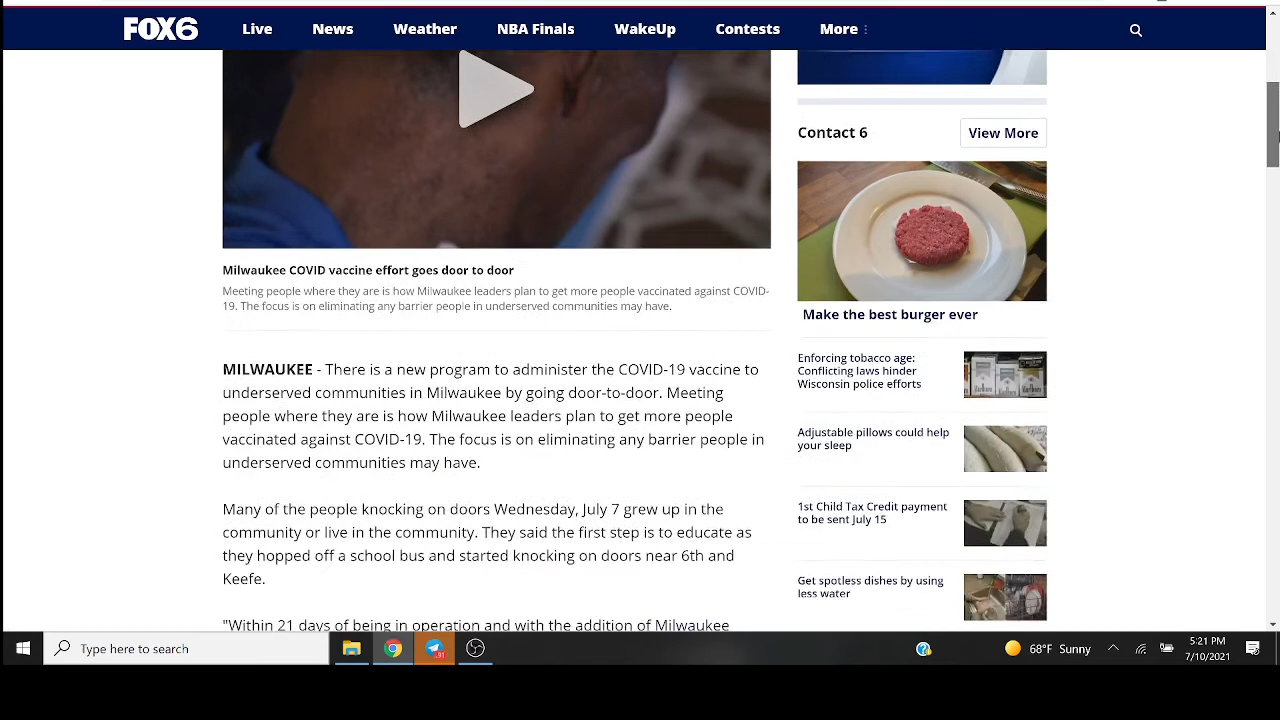 FOX6 Live News Weather NBA Finals WakeUp Contests More
Milwaukee COVID vaccine effort goes door to door
Meeting people where they are is how Milwaukee leaders plan to get more people vaccinated against COVID-
19. The focus is on eliminating any barrier people in underserved communities may have.
MILWAUKEE - There is a new program to administer the COVID-19 vaccine to
underserved communities in Milwaukee by going door-to-door. Meeting
people where they are is how Milwaukee leaders plan to get more people
vaccinated against COVID-19. The focus is on eliminating any barrier people in
underserved communities may have.
Many of the people knocking on doors Wednesday, July 7 grew up in the
community or live in the community. They said the first step is to educate as
they hopped off a school bus and started knocking on doors near 6th and
Keefe.
"Within 21 days of being in operation and with the addition of Milwaukee
Contact 6 View More
Make the best burger ever
Enforcing tobacco age:
Conflicting laws hinder
Wisconsin police efforts
Adjustable pillows could help
your sleep
1st Child Tax Credit payment
to be sent July 15
Get spotless dishes by using
less water
Type here to search
91
68°F Sunny
5:21 PM
7/10/2021